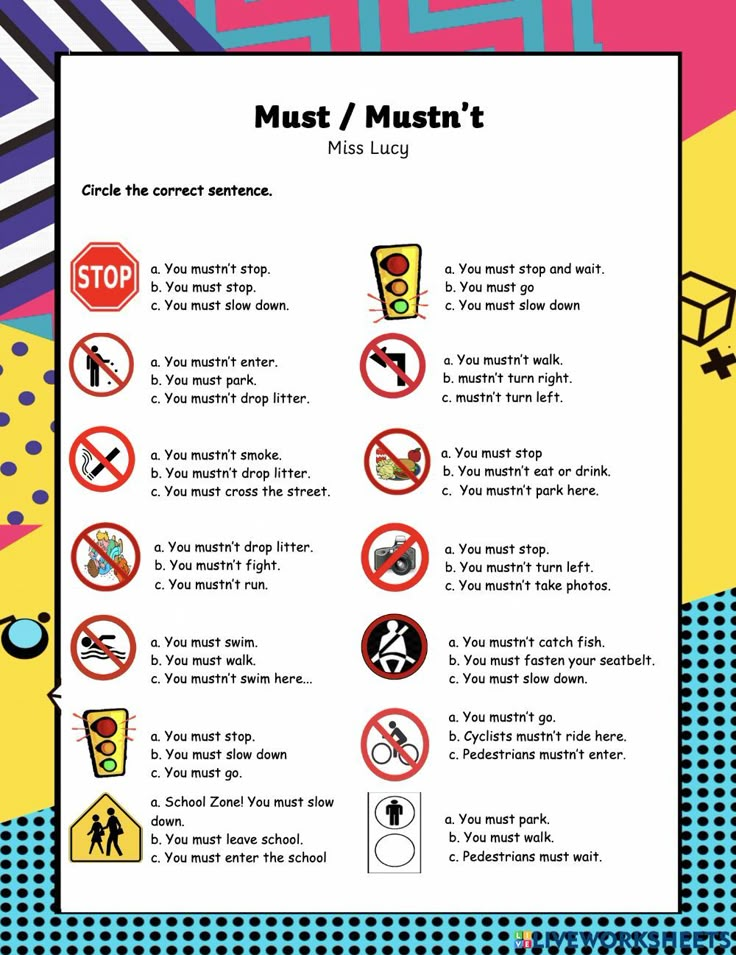 Must / Mustn't
Miss Lucy
Circle the correct sentence.
STOP
a. You mustn't stop.
b. You must stop.
c. You must slow down.
a. You must stop and wait.
b. You must go
c. You must slow down
a. You mustn't enter.
b. You must park.
c. You mustn't drop litter.
a. You mustn't walk.
b. mustn't turn right.
c. mustn't turn left.
a. You mustn't smoke.
b. You mustn't drop litter.
c. You must cross the street.
a. You must stop
b. You mustn't eat or drink.
c. You mustn't park here.
a. You mustn't drop litter.
b. You mustn't fight.
c. You mustn't run.
a. You must stop.
b. You mustn't turn left.
c. You mustn't take photos.
a. You must swim.
b. You must walk.
c. You mustn't swim here...
a. You mustn't catch fish.
b. You must fasten your seatbelt.
c. You must slow down.
a. You must stop.
b. You must slow down
c. You must go.
a. You mustn't go.
b. Cyclists mustn't ride here.
c. Pedestrians mustn't enter.
a. School Zone! You must slow
down.
b. You must leave school.
c. You must enter the school
a. You must park.
b. You must walk.
c. Pedestrians must wait.
LIVEWORKSHEETS